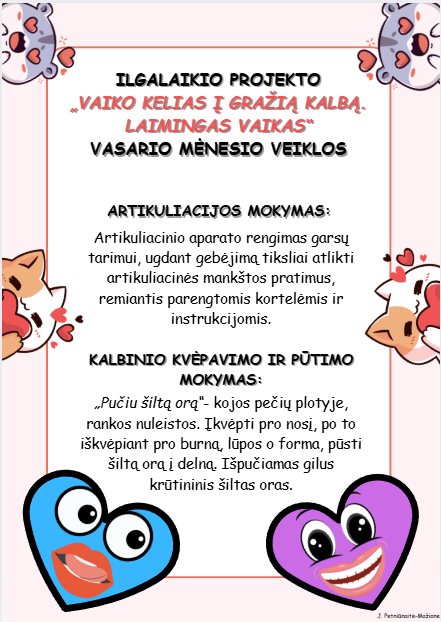 ILGALAIKIO PROJEKTO
„VAIKO KELIAS Į GRAŽIĄ KALBĄ.
LAIMINGAS VAIKAS“
VASARIO MĖNESIO VEIKLOS
ARTIKULIACIJOS MOKYMAS:
Artikuliacinio aparato rengimas garsų
tarimui, ugdant gebėjimą tiksliai atlikti
artikuliacinės mankštos pratimus,
remiantis parengtomis kortelėmis ir
instrukcijomis.
KALBINIO KVĖPAVIMO IR PŪTIMO
MOKYMAS:
„Pučiu šiltą orą“- kojos pečių plotyje,
rankos nuleistos. Įkvėpti pro nosį, po to
iškvėpiant pro burną, lūpos o forma, pūsti
šiltą orą į delną. Išpučiamas gilus
krūtininis šiltas oras.
J. Petniūnaitė-Mažionė